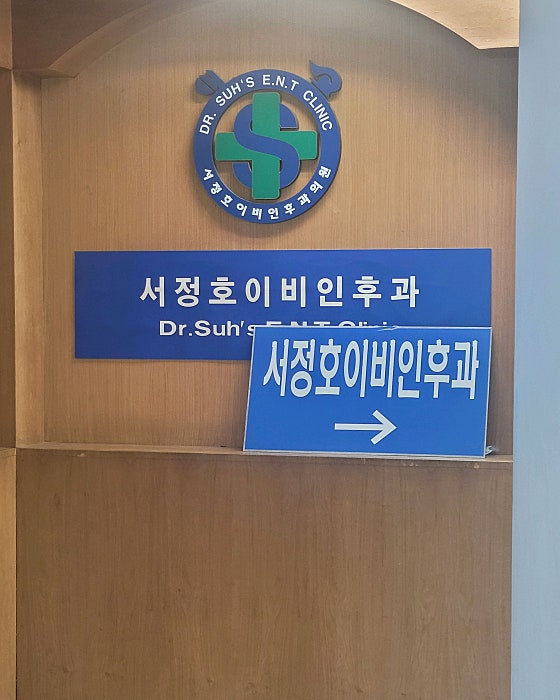 DR. SUH'S E.N.T CLINIC
S
서정호이비인후과의원
서정호이비인후과
Dr.Suh's E.N.T Clinic
서정호이비인후과
→